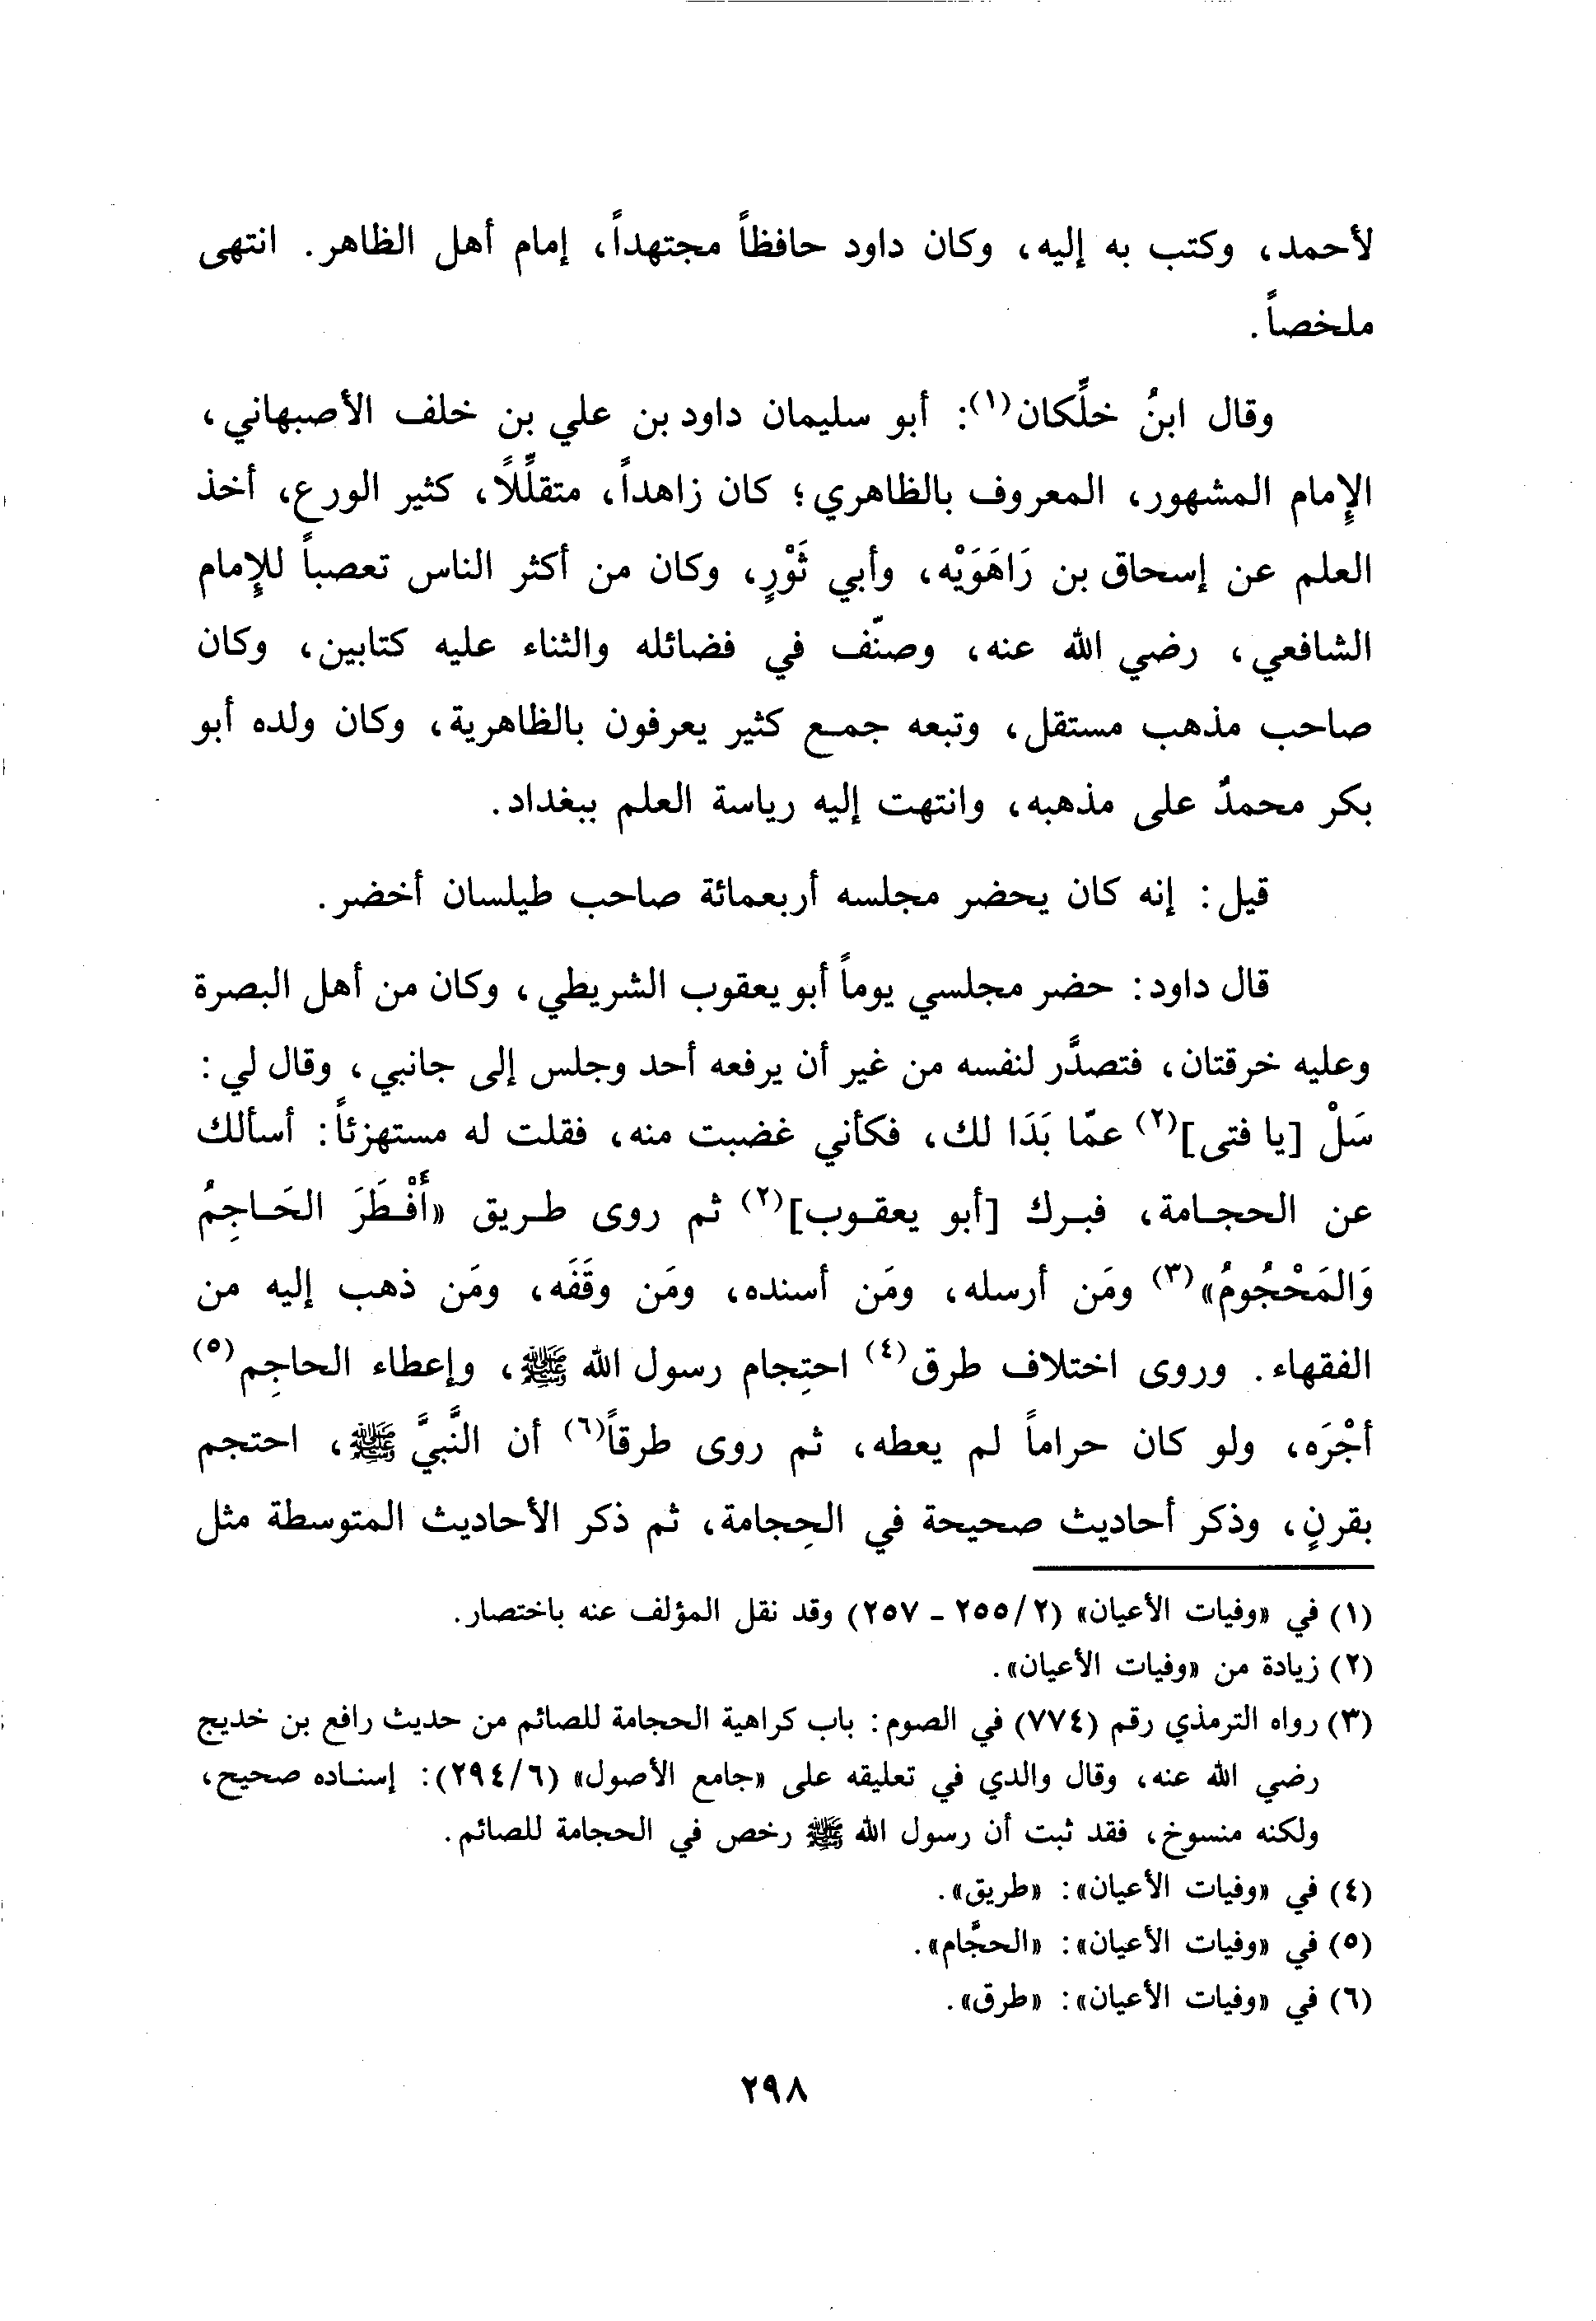 لأحمد، وكتب به إليه، وكان داود حافظاً مجتهداً، إمام أهل الظاهر. انتهى
ملخصاً.
وقال ابنُ خلِّكان(١): أبو سليمان داود بن علي بن خلف الأصبهاني،
الإِمام المشهور، المعروف بالظاهري؛ كان زاهداً، متقلِّلاً، كثير الورع، أخذ
العلم عن إسحاق بن رَاهَوَيْه، وأبي ثَوْرٍ، وكان من أكثر الناس تعصباً للإِمام
الشافعي، رضي الله عنه، وصنّف في فضائله والثناء عليه كتابين، وكان
صاحب مذهب مستقل، وتبعه جمع كثير يعرفون بالظاهرية، وكان ولده أبو
بكر محمدٌ على مذهبه، وانتهت إليه رياسة العلم ببغداد.
قيل: إنه كان يحضر مجلسه أربعمائة صاحب طيلسان أخضر.
قال داود: حضر مجلسي يوماً أبو يعقوب الشريطي، وكان من أهل البصرة
وعليه خرقتان، فتصدَّر لنفسه من غير أن يرفعه أحد وجلس إلى جانبي، وقال لي:
سَلْ [يا فتى](٢) عمّا بَدَا لك، فكأني غضبت منه، فقلت له مستهزئاً: أسألك
عن الحجامة، فبرك [أبو يعقوب](٢) ثم روى طريق «أَفْطَرَ الحَاجِمُ
وَالمَحْجُومُ»(٣) ومَن أرسله، ومَن أسنده، ومَن وقَفَه، ومَن ذهب إليه من
الفقهاء. وروى اختلاف طرق(٤) احتِجام رسول الله ﷺ، وإعطاء الحاجِم(٥)
أجْرَه، ولو كان حراماً لم يعطه، ثم روى طرقاً(٦) أن النَّبيَّ ﷺ، احتجم
بقرنٍ، وذكر أحاديث صحيحة في الحِجامة، ثم ذكر الأحاديث المتوسطة مثل
(١) في «وفيات الأعيان» (٢/٢٥٥ - ٢٥٧) وقد نقل المؤلف عنه باختصار.
(٢) زيادة من «وفيات الأعيان».
(٣) رواه الترمذي رقم (٧٧٤) في الصوم: باب كراهية الحجامة للصائم من حديث رافع بن خديج
رضي الله عنه، وقال والدي في تعليقه على «جامع الأصول» (٦/٢٩٤): إسناده صحيح،
ولكنه منسوخ، فقد ثبت أن رسول الله ﷺ رخص في الحجامة للصائم.
(٤) في «وفيات الأعيان»: «طريق».
(٥) في «وفيات الأعيان»: «الحجَّام».
(٦) في «وفيات الأعيان»: «طرق».
٢٩٨